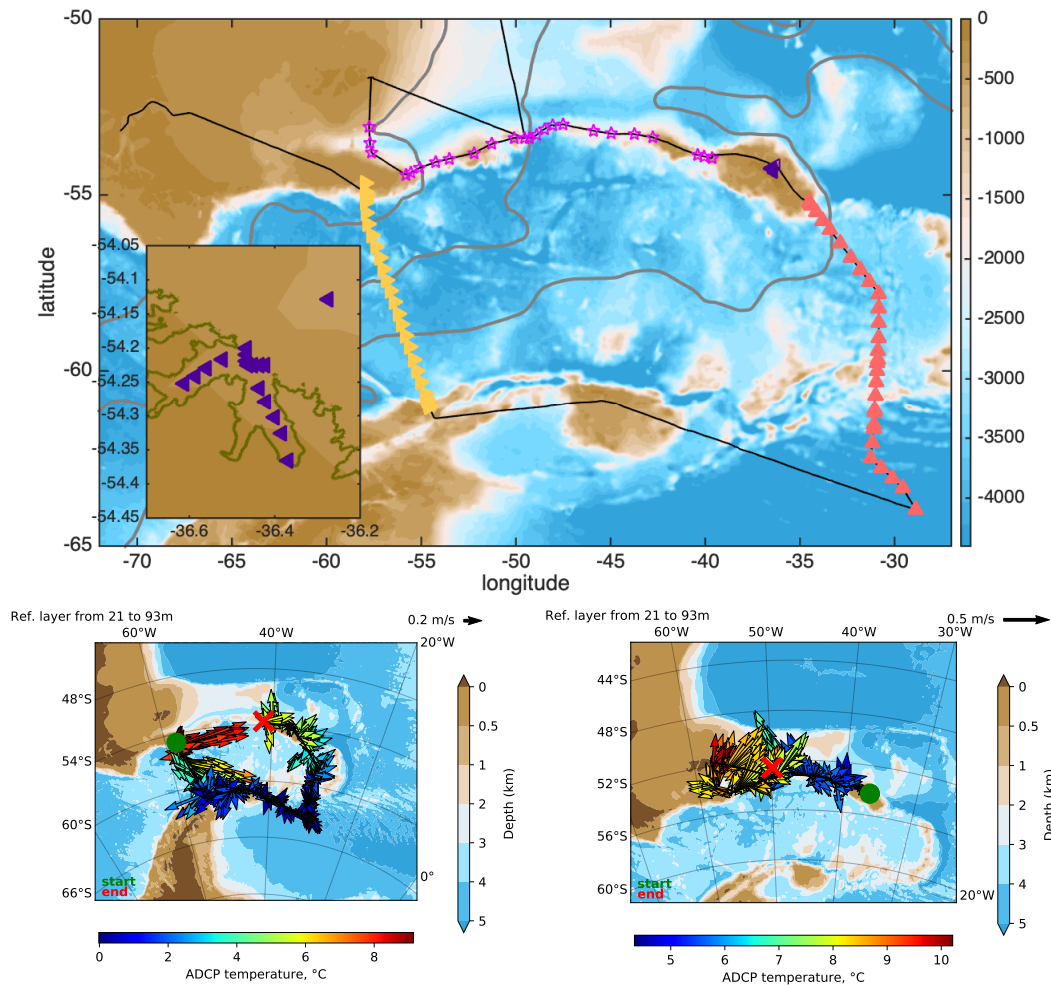 -50
-55
-60
-65
latitude
-70
-65
-60
-55
-50
-45
-40
-35
-30
longitude
0
-500
-1000
-1500
-2000
-2500
-3000
-3500
-4000
-54.05
-54.1
-54.15
-54.2
-54.25
-54.3
-54.35
-54.4
-54.45
-36.6
-36.4
-36.2
Ref. layer from 21 to 93m
0.2 m/s
60°W
40°W
20°W
48°S
54°S
60°S
66°S
0°
start
end
0
0.5
1
2
3
4
5
Depth (km)
0
2
4
6
8
ADCP temperature, °C
Ref. layer from 21 to 93m
0.5 m/s
60°W
50°W
40°W
30°W
44°S
48°S
52°S
56°S
60°S
20°W
start
end
0
0.5
1
2
3
4
5
Depth (km)
5
6
7
8
9
10
ADCP temperature, °C